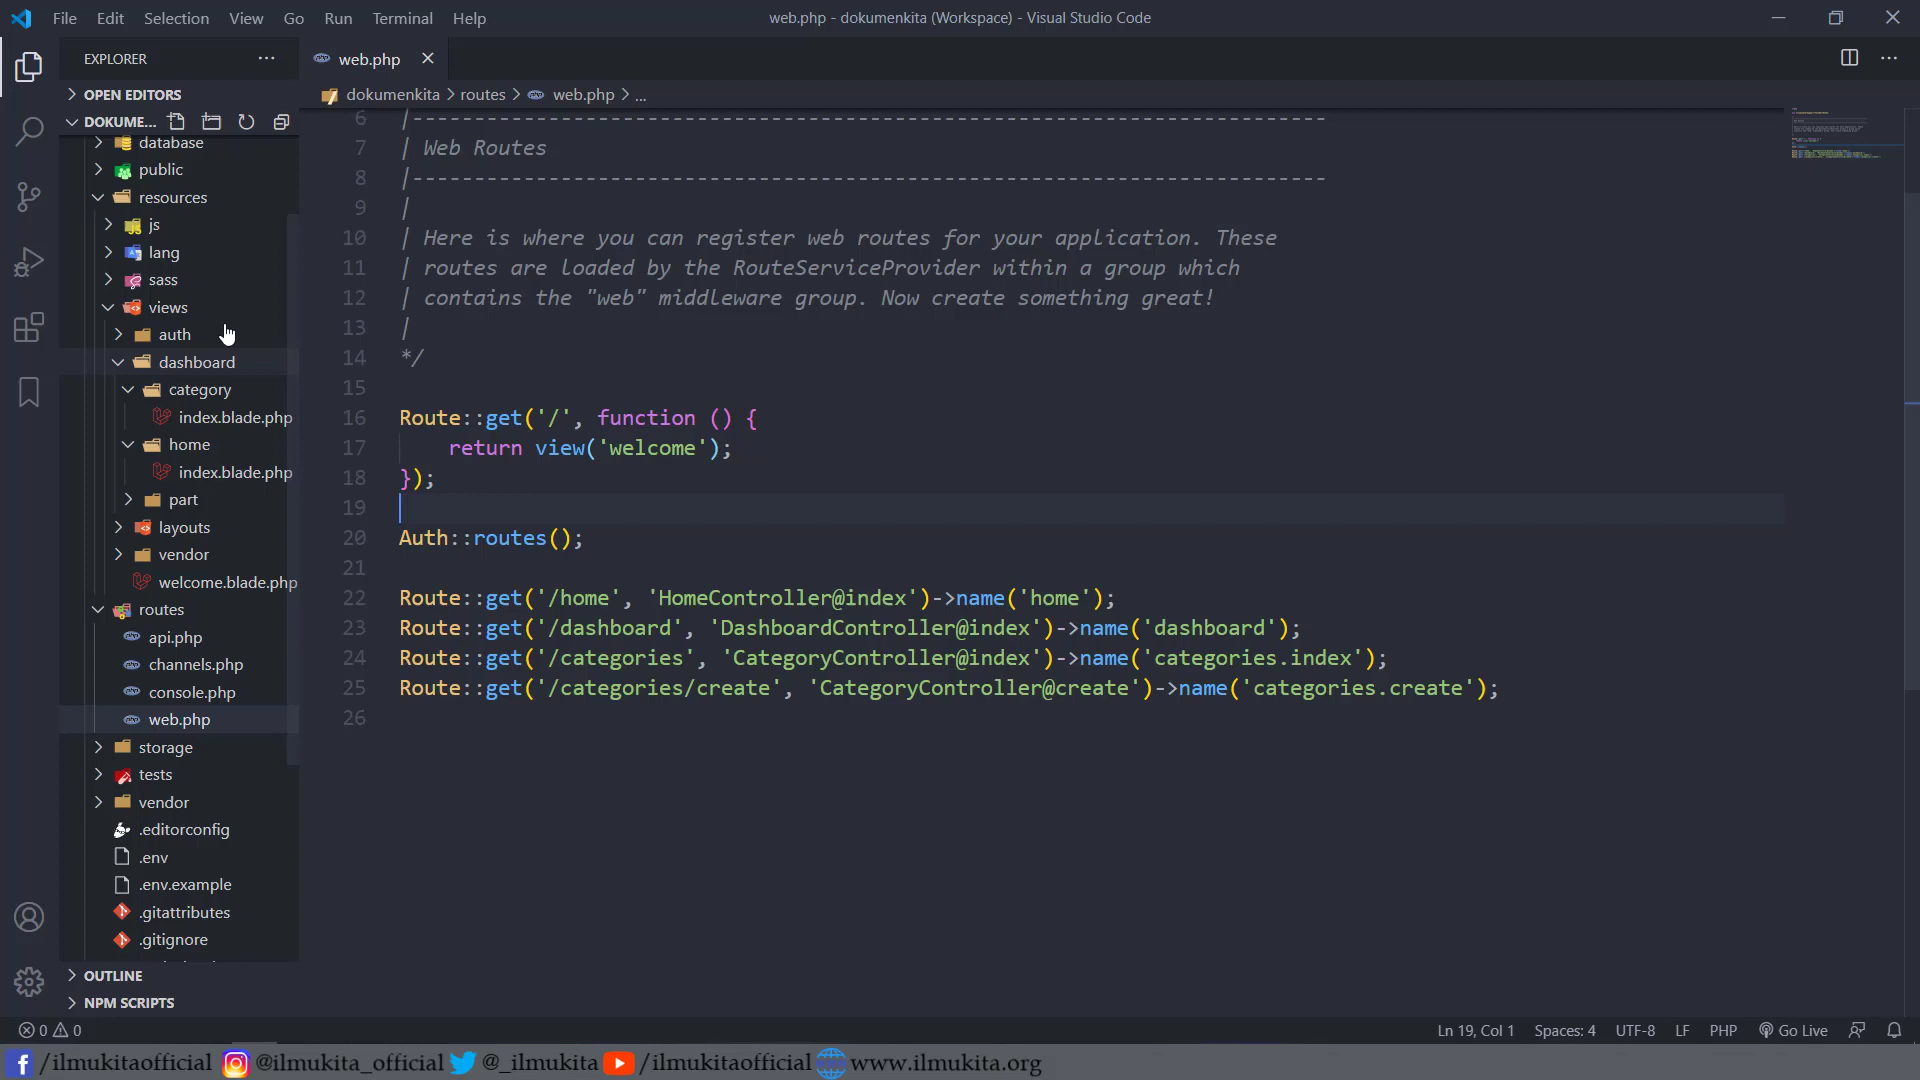 File Edit Selection View Go Run Terminal Help
web.php - dokumenkita (Workspace) - Visual Studio Code
EXPLORER
web.php
OPEN EDITORS
dokumenkita > routes > web.php > ...
DOKUME...
database
public
resources
js
lang
sass
views
auth
dashboard
category
index.blade.php
home
index.blade.php
part
layouts
vendor
welcome.blade.php
routes
api.php
channels.php
console.php
web.php
storage
tests
vendor
.editorconfig
.env
.env.example
.gitattributes
.gitignore
OUTLINE
NPM SCRIPTS
6 |--------------------------------------------------------------------------
7 | Web Routes
8 |--------------------------------------------------------------------------
9 |
10 | Here is where you can register web routes for your application. These
11 | routes are loaded by the RouteServiceProvider within a group which
12 | contains the "web" middleware group. Now create something great!
13 |
14 */
15
16 Route::get('/', function () {
17     return view('welcome');
18 });
19
20 Auth::routes();
21
22 Route::get('/home', 'HomeController@index')->name('home');
23 Route::get('/dashboard', 'DashboardController@index')->name('dashboard');
24 Route::get('/categories', 'CategoryController@index')->name('categories.index');
25 Route::get('/categories/create', 'CategoryController@create')->name('categories.create');
26
0 0
Ln 19, Col 1 Spaces: 4 UTF-8 LF PHP Go Live
/ilmukitaofficial @ilmukita_official @_ilmukita /ilmukitaofficial www.ilmukita.org